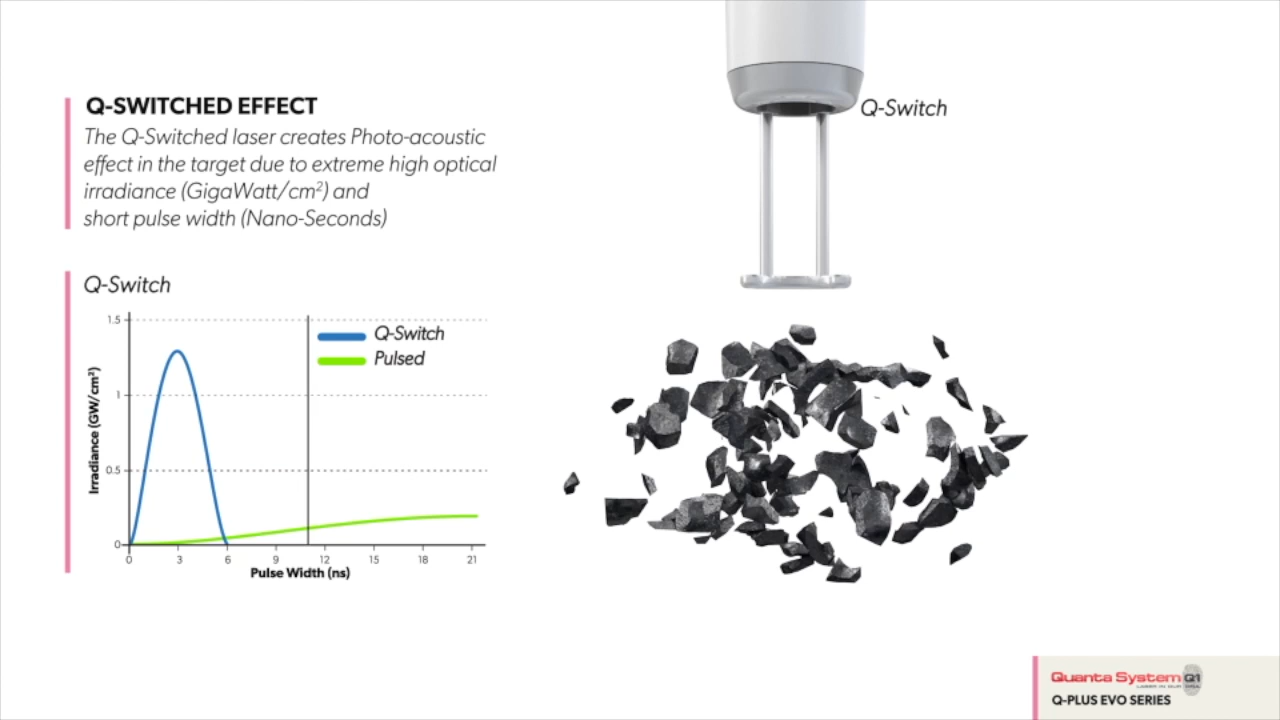 Q-SWITCHED EFFECT
The Q-Switched laser creates Photo-acoustic
effect in the target due to extreme high optical
irradiance (GigaWatt/cm²) and
short pulse width (Nano-Seconds)
Q-Switch
Q-Switch
1.5
1
0.5
0
Irradiance (GW/cm²)
Q-Switch
Pulsed
0 3 6 9 12 15 18 21
Pulse Width (ns)
Quanta System Q1
Q-PLUS EVO SERIES